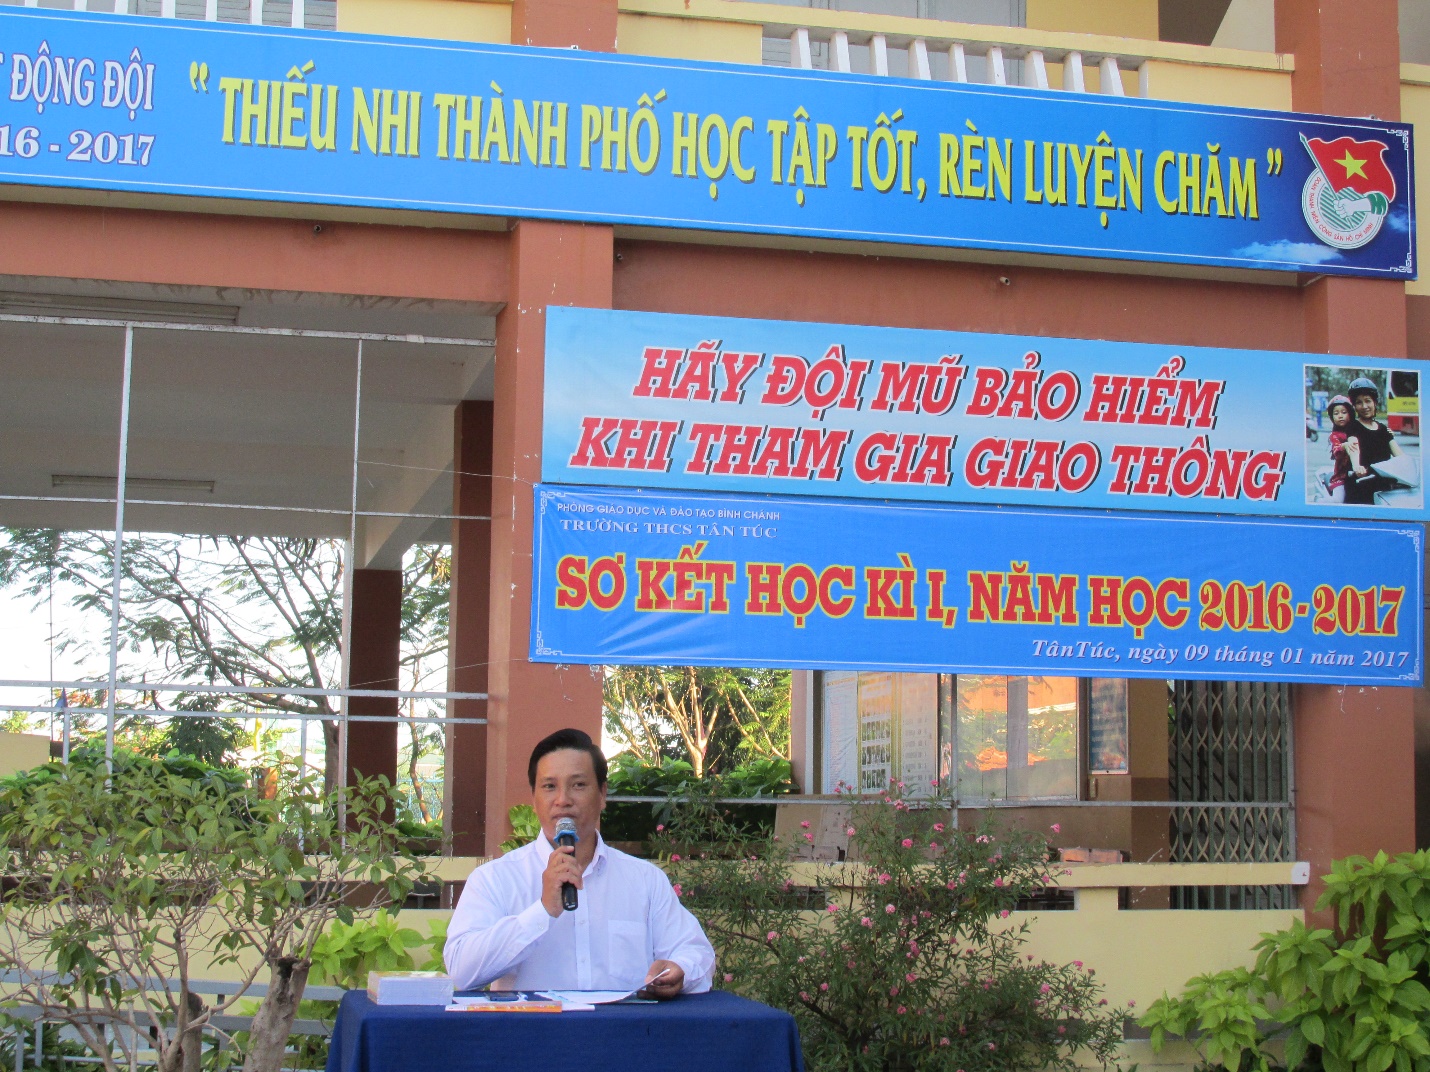 ĐỘNG ĐỘI
16 - 2017
" THIẾU NHI THÀNH PHỐ HỌC TẬP TỐT, RÈN LUYỆN CHĂM "
HÃY ĐỘI MŨ BẢO HIỂM
KHI THAM GIA GIAO THÔNG
PHÒNG GIÁO DỤC VÀ ĐÀO TẠO BÌNH CHÁNH
TRƯỜNG THCS TÂN TÚC
SƠ KẾT HỌC KÌ I, NĂM HỌC 2016 - 2017
Tân Túc, ngày 09 tháng 01 năm 2017